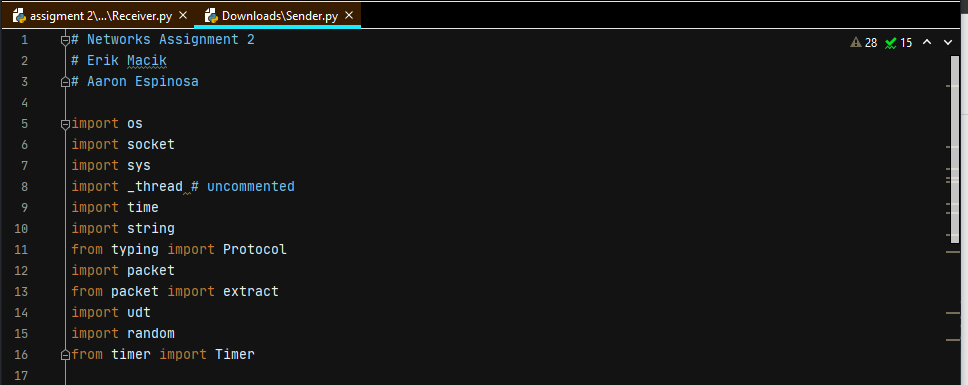 assigment 2\...\Receiver.py × Downloads\Sender.py ×
28 15
1 # Networks Assignment 2
2 # Erik Macik
3 # Aaron Espinosa
4
5 import os
6 import socket
7 import sys
8 import _thread # uncommented
9 import time
10 import string
11 from typing import Protocol
12 import packet
13 from packet import extract
14 import udt
15 import random
16 from timer import Timer
17